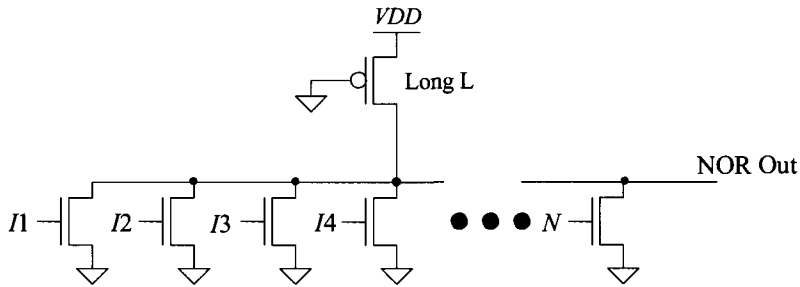 VDD
Long L
NOR Out
I1
I2
I3
I4
N